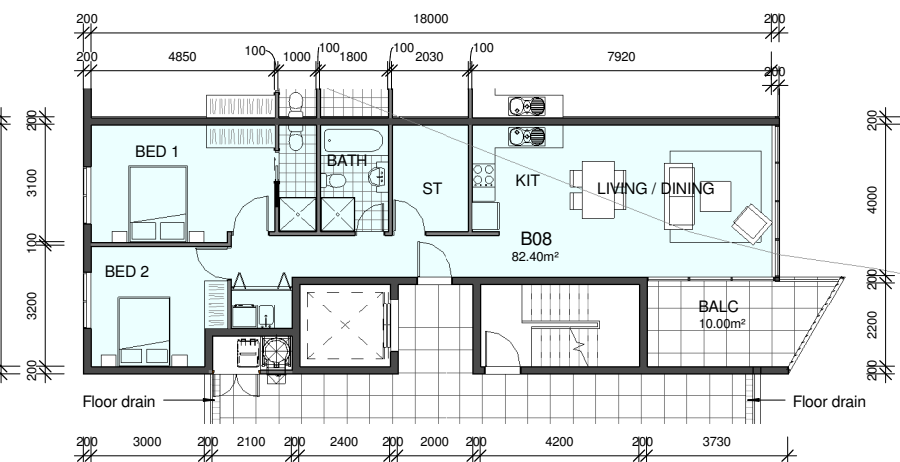 200 18000 200
200 4850 100 1000 100 1800 100 2030 100 7920
200
200 200
BED 1 BATH
3100 ST KIT LIVING / DINING 4000
B08
82.40m²
100
BED 2 200
3200 BALC
10.00m² 2200
200 200
Floor drain Floor drain
200 3000 200 2100 200 2400 200 2000 200 4200 200 3730